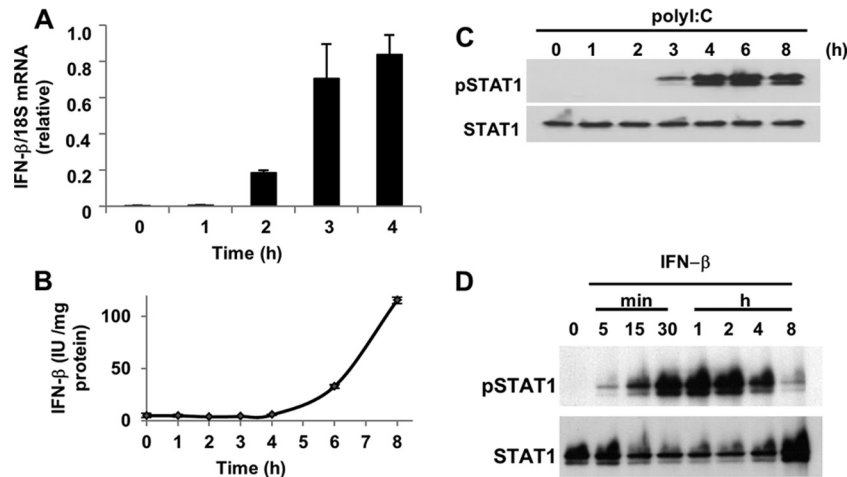 A
IFN-β/18S mRNA
(relative)
1.0
0.8
0.6
0.4
0.2
0
0 1 2 3 4
Time (h)
B
IFN-β (IU /mg
protein)
100
50
0
0 1 2 3 4 5 6 7 8
Time (h)
C
polyI:C
0 1 2 3 4 6 8 (h)
pSTAT1
STAT1
D
IFN–β
min h
0 5 15 30 1 2 4 8
pSTAT1
STAT1